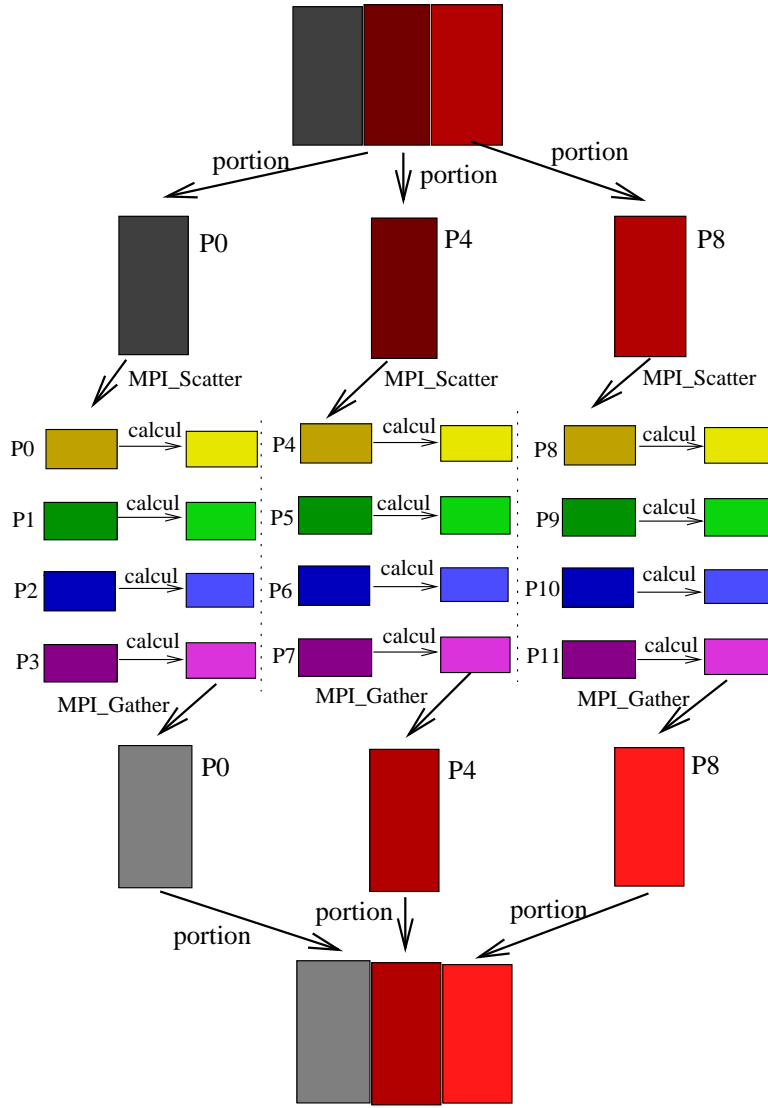 portion
portion
portion
P0
P4
P8
MPI_Scatter
MPI_Scatter
MPI_Scatter
P0
calcul
P4
calcul
P8
calcul
P1
calcul
P5
calcul
P9
calcul
P2
calcul
P6
calcul
P10
calcul
P3
calcul
P7
calcul
P11
calcul
MPI_Gather
MPI_Gather
MPI_Gather
P0
P4
P8
portion
portion
portion